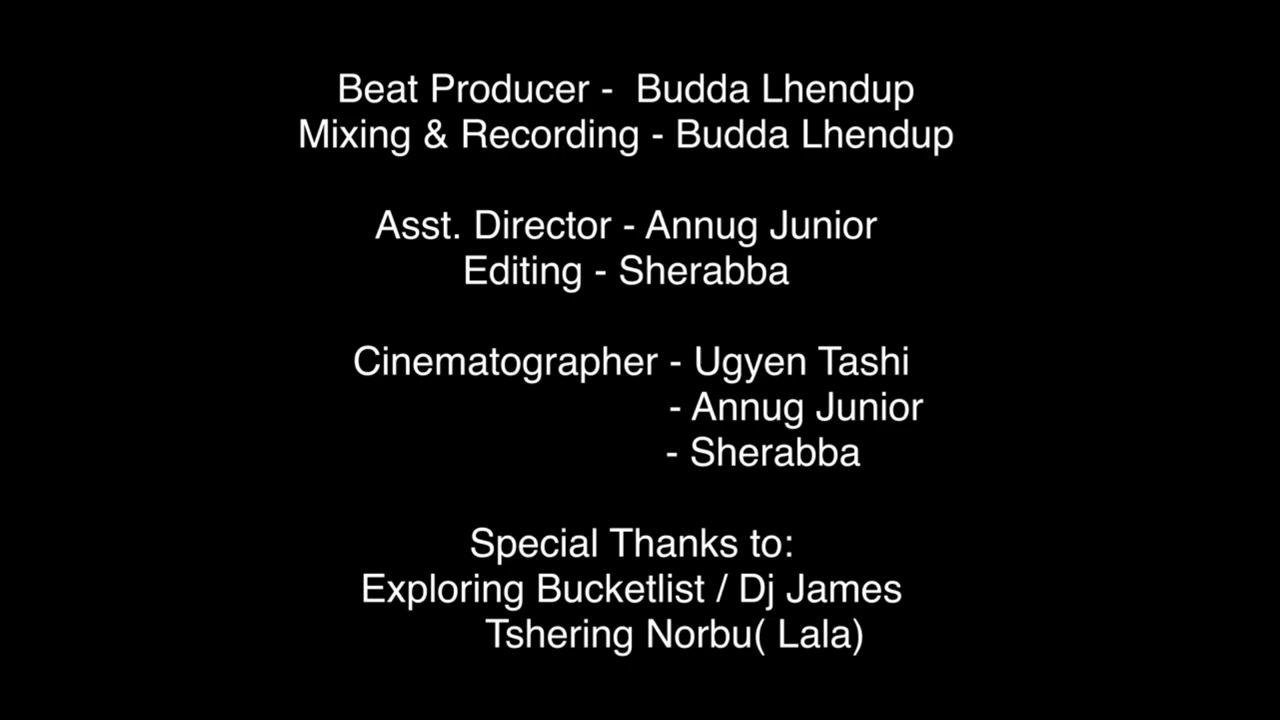 Beat Producer -  Budda Lhendup
Mixing & Recording - Budda Lhendup
Asst. Director - Annug Junior
Editing - Sherabba
Cinematographer - Ugyen Tashi
- Annug Junior
- Sherabba
Special Thanks to:
Exploring Bucketlist / Dj James
Tshering Norbu( Lala)